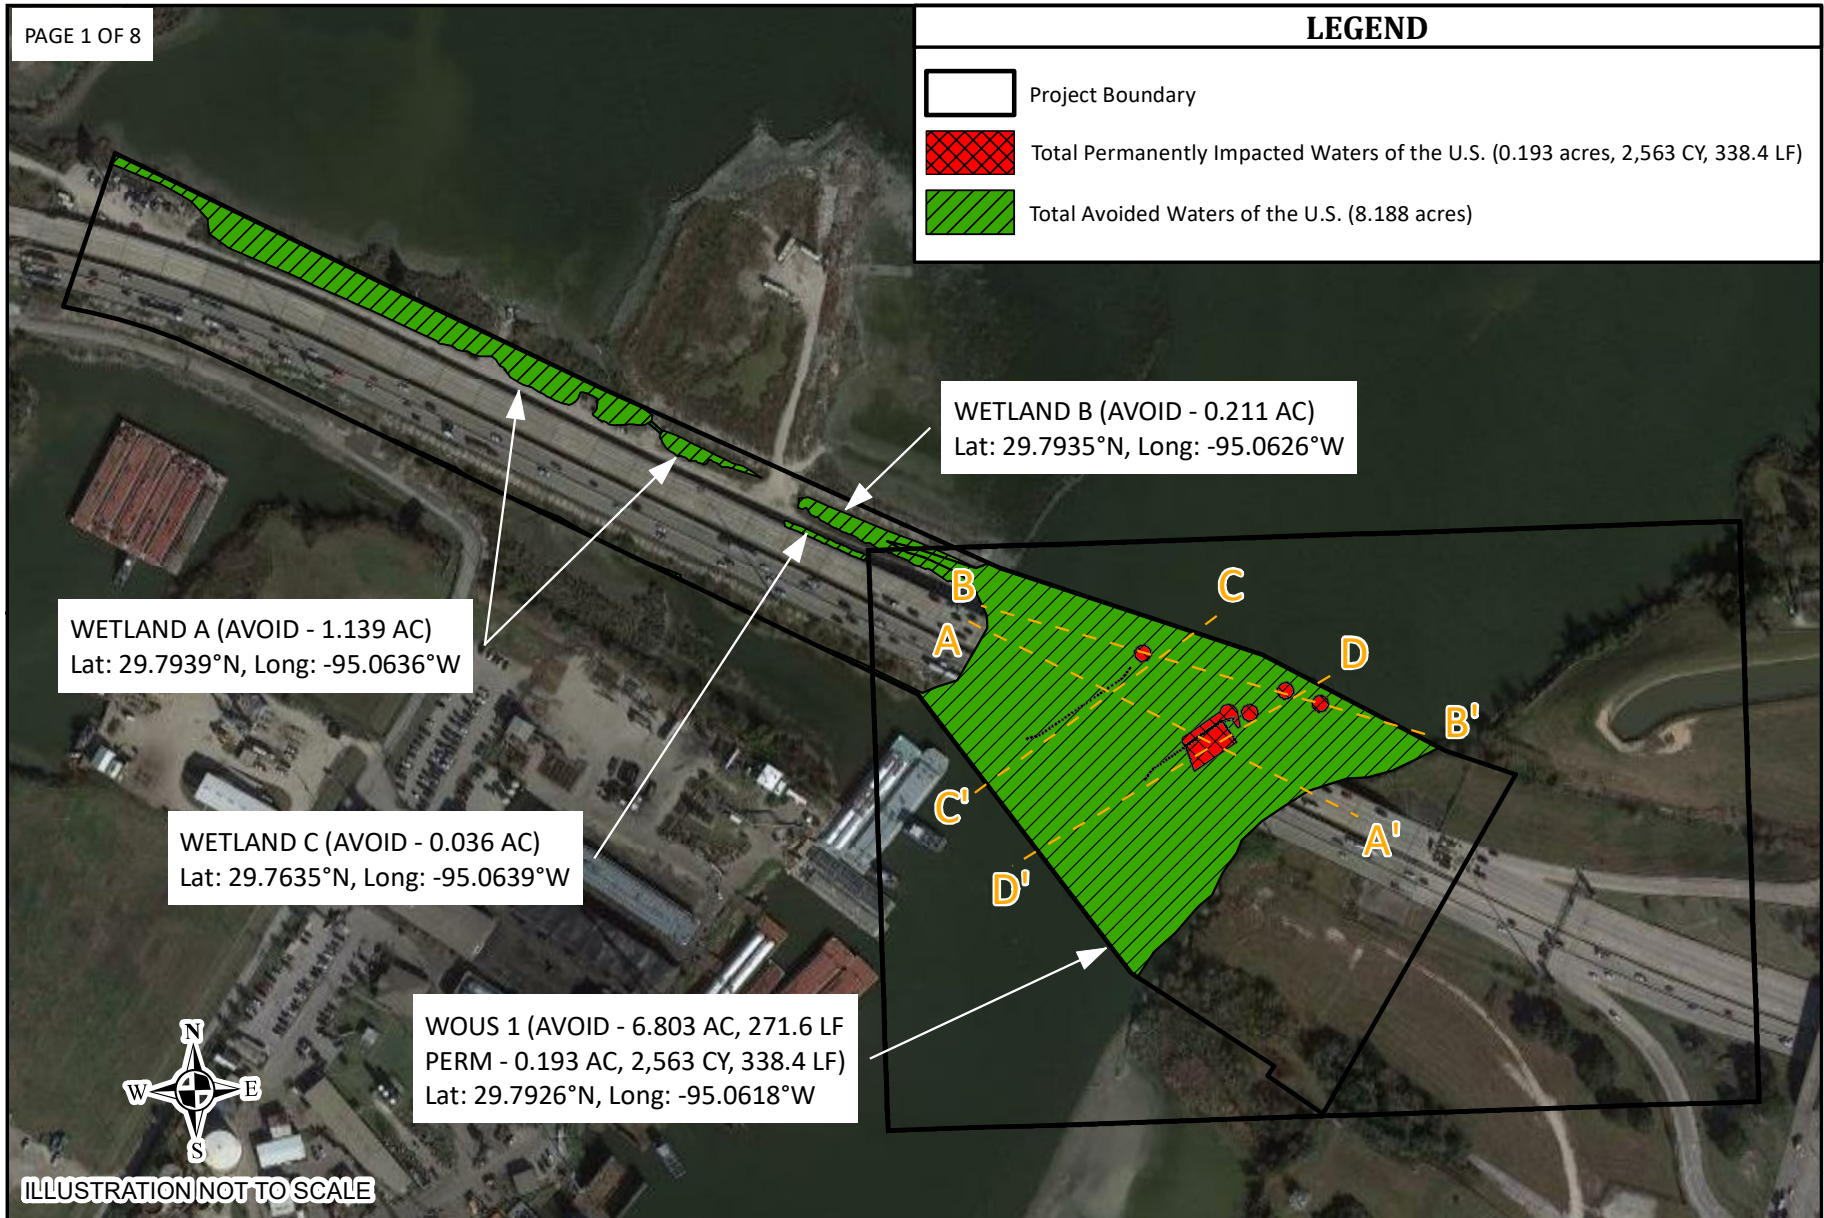 PAGE 1 OF 8
LEGEND
Project Boundary
Total Permanently Impacted Waters of the U.S. (0.193 acres, 2,563 CY, 338.4 LF)
Total Avoided Waters of the U.S. (8.188 acres)
WETLAND B (AVOID - 0.211 AC)
Lat: 29.7935°N, Long: -95.0626°W
WETLAND A (AVOID - 1.139 AC)
Lat: 29.7939°N, Long: -95.0636°W
B
C
A
D
B'
C'
A'
D'
WETLAND C (AVOID - 0.036 AC)
Lat: 29.7635°N, Long: -95.0639°W
WOUS 1 (AVOID - 6.803 AC, 271.6 LF
PERM - 0.193 AC, 2,563 CY, 338.4 LF)
Lat: 29.7926°N, Long: -95.0618°W
N
W
E
S
ILLUSTRATION NOT TO SCALE